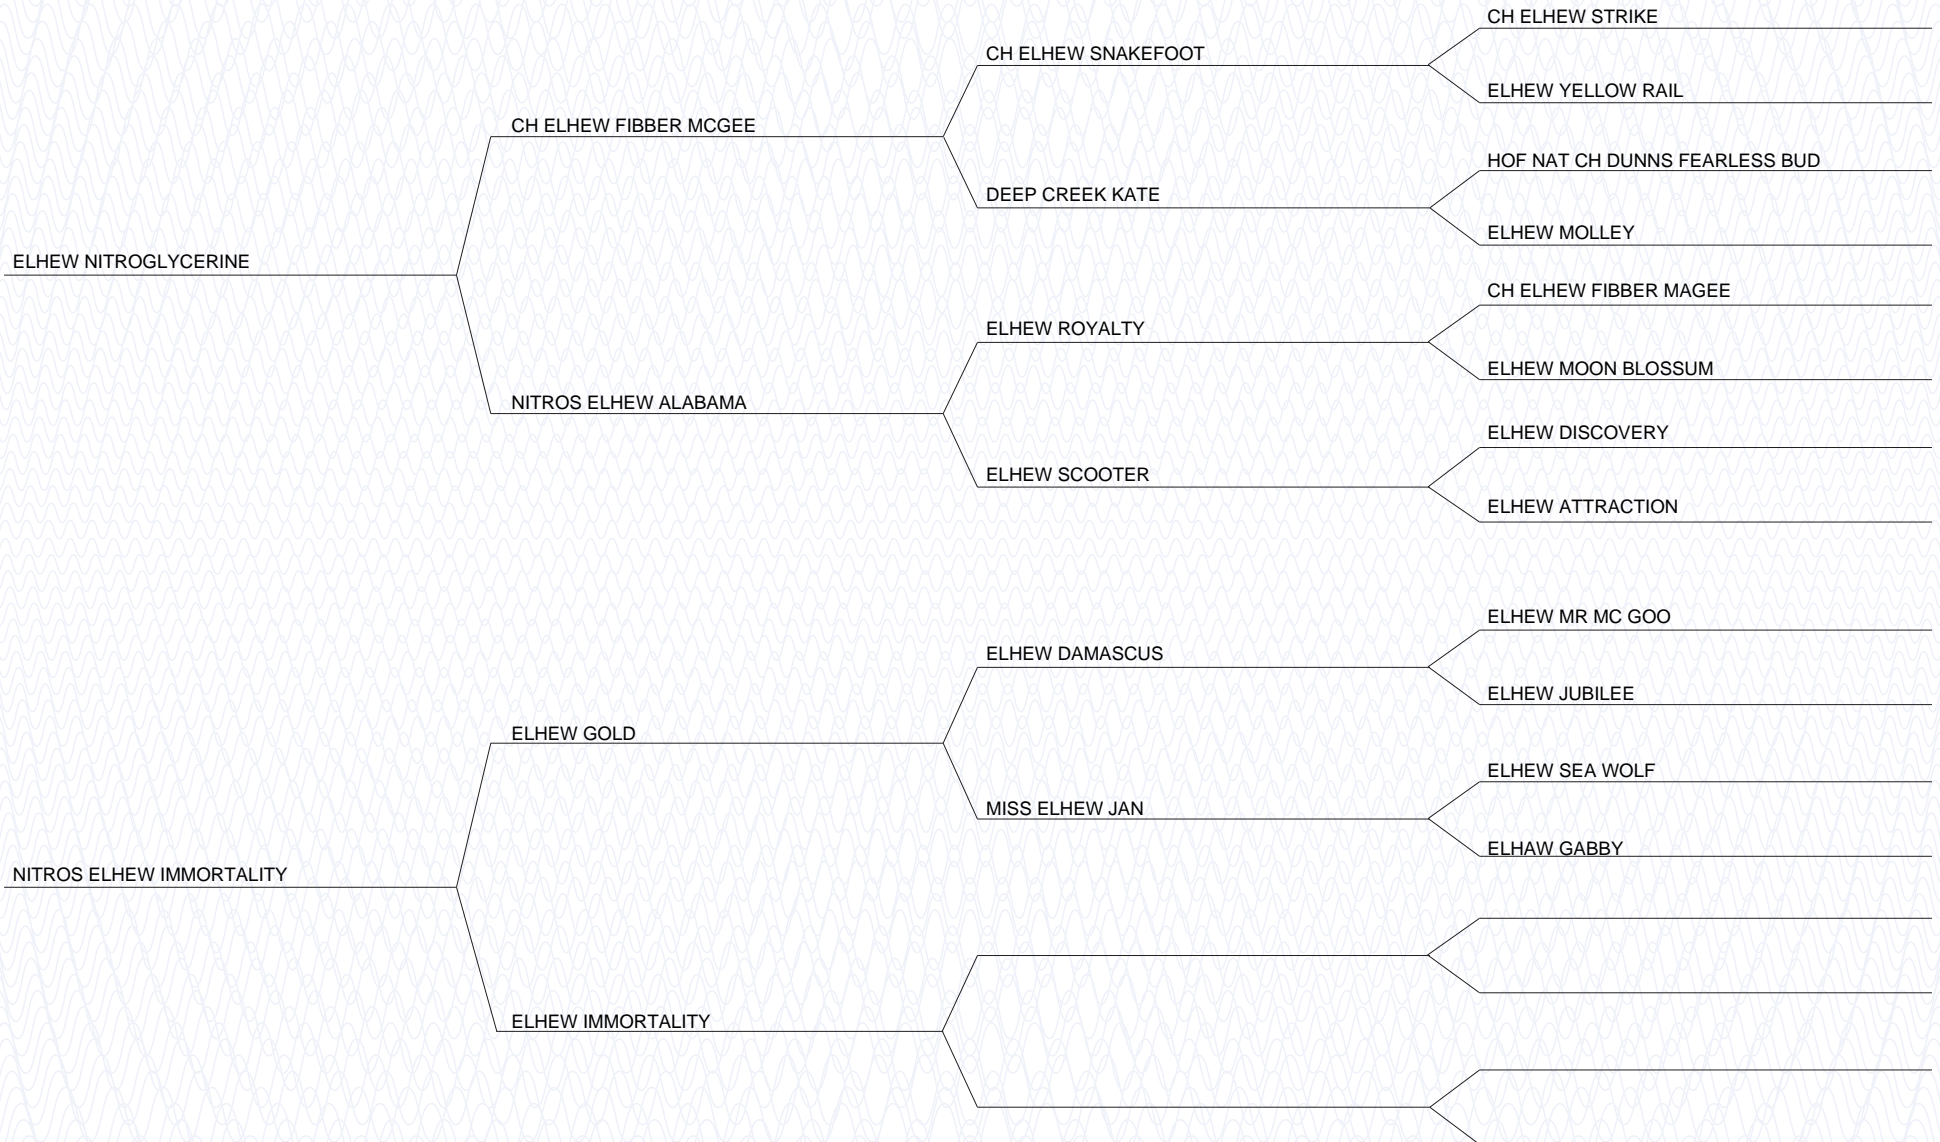 CH ELHEW STRIKE
CH ELHEW SNAKEFOOT
ELHEW YELLOW RAIL
CH ELHEW FIBBER MCGEE
HOF NAT CH DUNNS FEARLESS BUD
DEEP CREEK KATE
ELHEW MOLLEY
ELHEW NITROGLYCERINE
CH ELHEW FIBBER MAGEE
ELHEW ROYALTY
ELHEW MOON BLOSSUM
NITROS ELHEW ALABAMA
ELHEW DISCOVERY
ELHEW SCOOTER
ELHEW ATTRACTION
ELHEW MR MC GOO
ELHEW DAMASCUS
ELHEW JUBILEE
ELHEW GOLD
ELHEW SEA WOLF
MISS ELHEW JAN
ELHAW GABBY
NITROS ELHEW IMMORTALITY
ELHEW IMMORTALITY